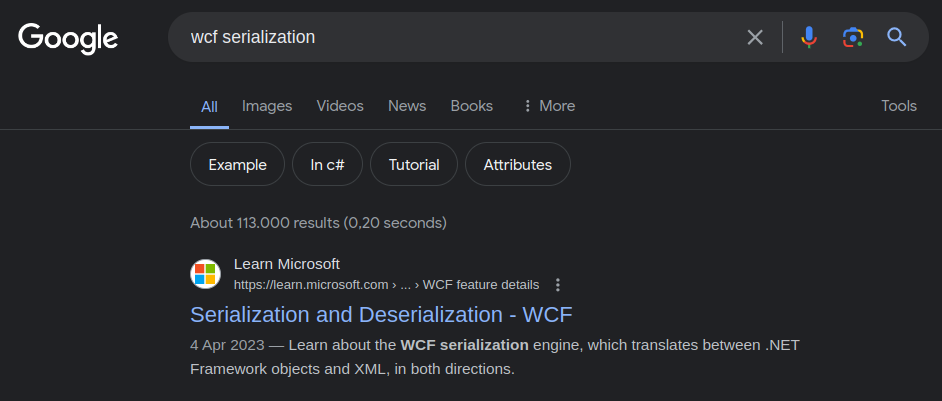 Google
wcf serialization
All Images Videos News Books More Tools
Example In c# Tutorial Attributes
About 113.000 results (0,20 seconds)
Learn Microsoft
https://learn.microsoft.com › ... › WCF feature details
Serialization and Deserialization - WCF
4 Apr 2023 — Learn about the WCF serialization engine, which translates between .NET
Framework objects and XML, in both directions.